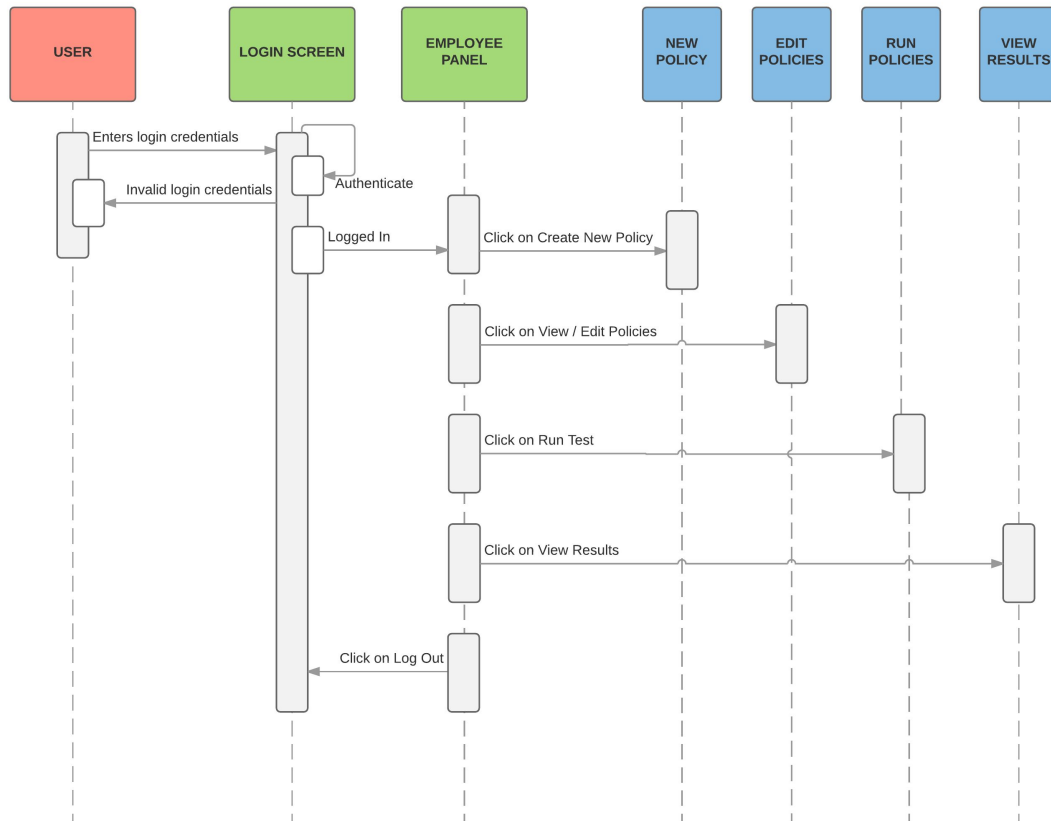 USER
LOGIN SCREEN
EMPLOYEE
PANEL
NEW
POLICY
EDIT
POLICIES
RUN
POLICIES
VIEW
RESULTS
Enters login credentials
Authenticate
Invalid login credentials
Logged In
Click on Create New Policy
Click on View / Edit Policies
Click on Run Test
Click on View Results
Click on Log Out